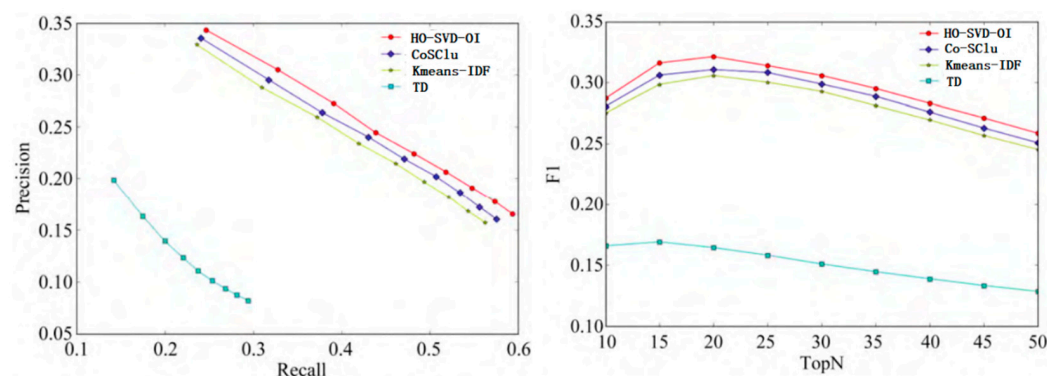 0.35
0.30
0.25
0.20
0.15
0.10
0.05
Precision
HO-SVD-OI
CoSClu
Kmeans-IDF
TD
0.1 0.2 0.3 0.4 0.5 0.6
Recall
0.35
0.30
0.25
0.20
0.15
0.10
F1
HO-SVD-OI
Co-SClu
Kmeans-IDF
TD
10 15 20 25 30 35 40 45 50
TopN